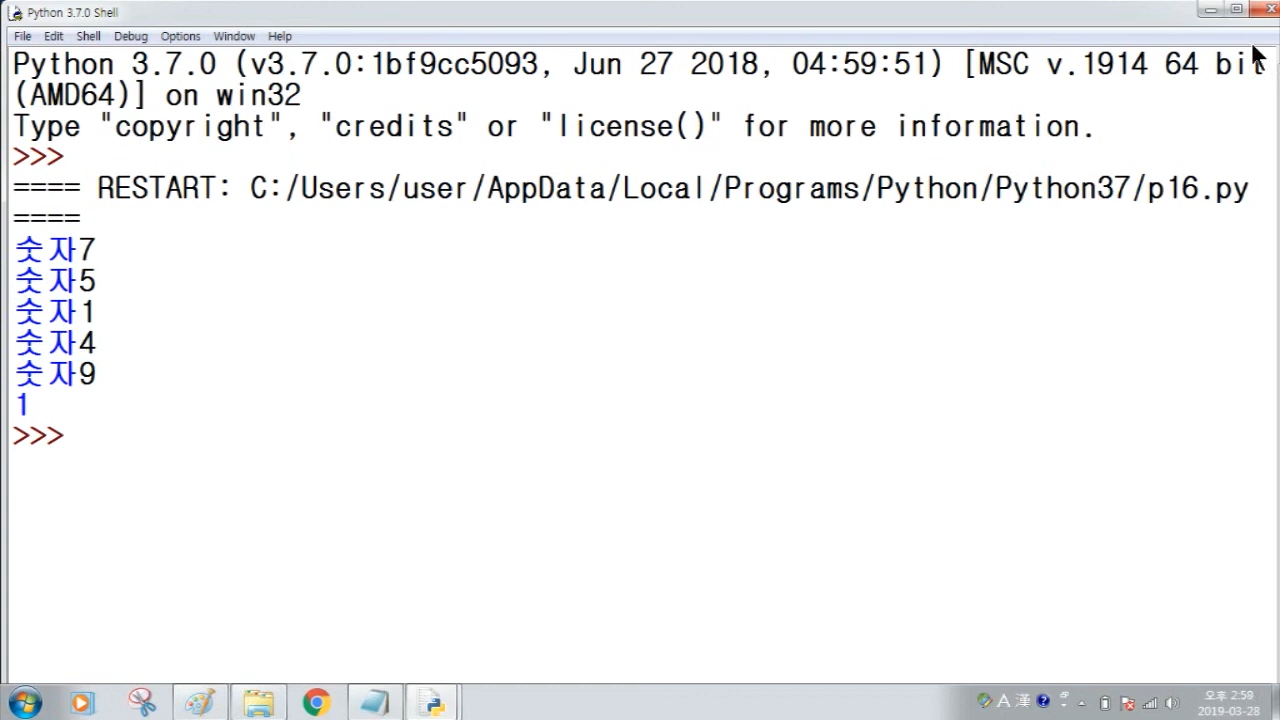 Python 3.7.0 Shell
File Edit Shell Debug Options Window Help
Python 3.7.0 (v3.7.0:1bf9cc5093, Jun 27 2018, 04:59:51) [MSC v.1914 64 bit
(AMD64)] on win32
Type "copyright", "credits" or "license()" for more information.
>>>
==== RESTART: C:/Users/user/AppData/Local/Programs/Python/Python37/p16.py
====
숫자7
숫자5
숫자1
숫자4
숫자9
1
>>>
A 漢
오후 2:59
2019-03-28